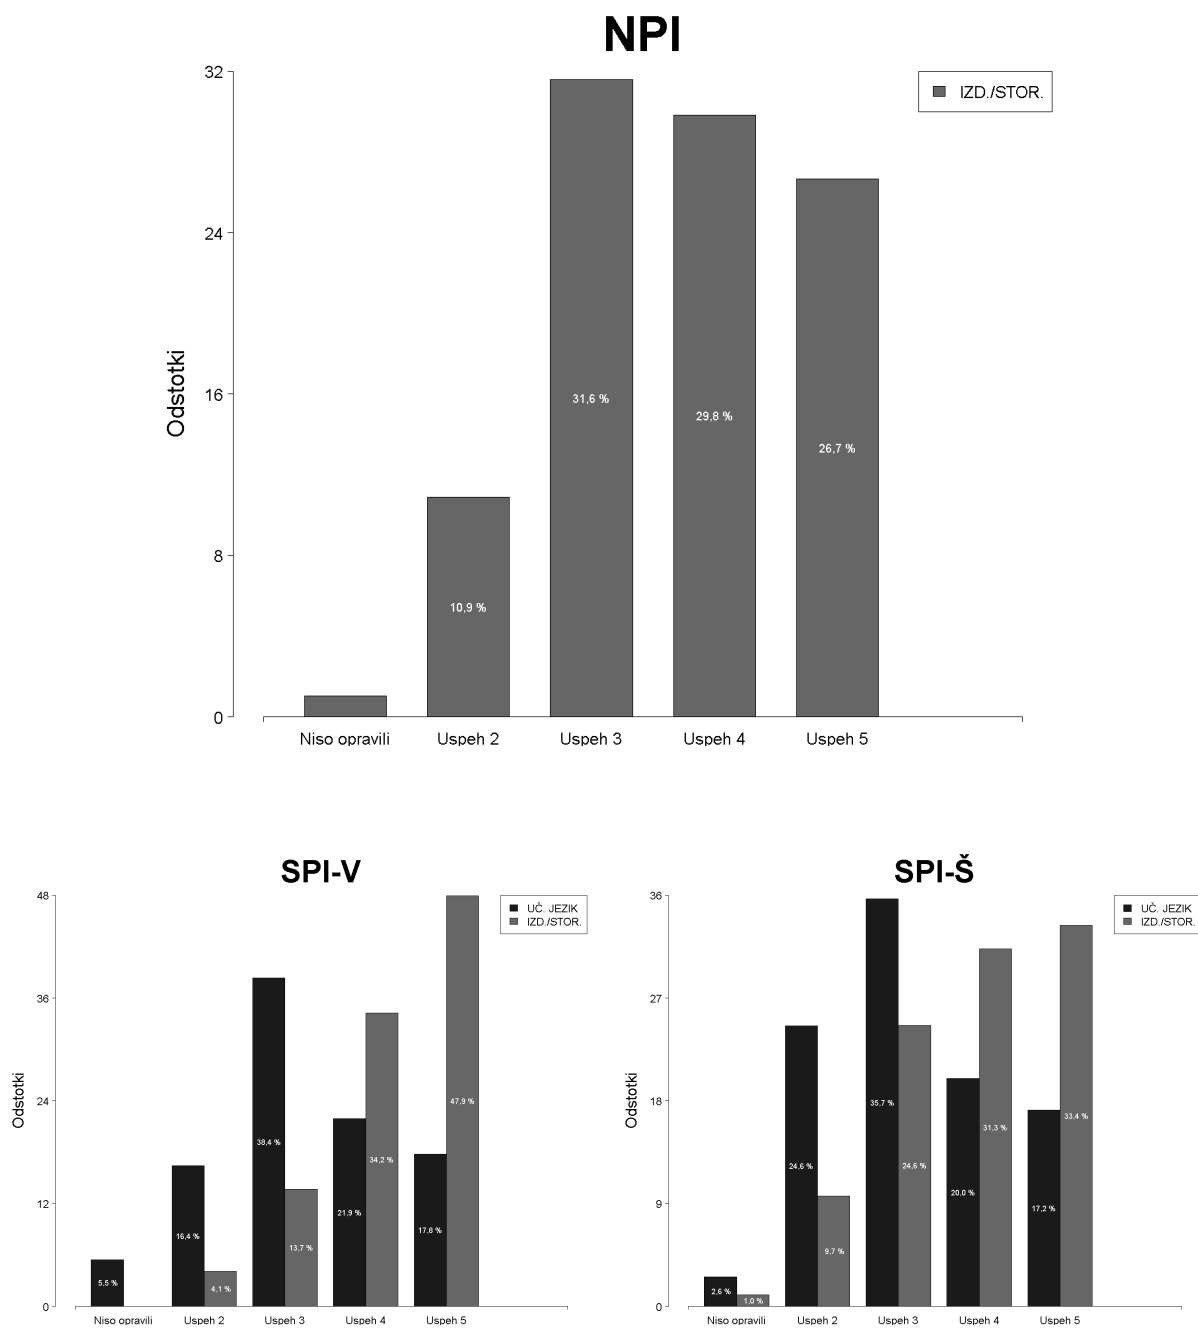 NPI
32
24
16
8
0
Odstotki
IZD./STOR.
31,6 %
29,8 %
26,7 %
10,9 %
Niso opravili Uspeh 2 Uspeh 3 Uspeh 4 Uspeh 5
SPI-V
48
36
24
12
0
Odstotki
UČ. JEZIK
IZD./STOR.
5,5 %
16,4 %
4,1 %
38,4 %
13,7 %
21,9 %
34,2 %
17,8 %
47,9 %
Niso opravili Uspeh 2 Uspeh 3 Uspeh 4 Uspeh 5
SPI-Š
36
27
18
9
0
Odstotki
UČ. JEZIK
IZD./STOR.
2,6 %
1,0 %
24,6 %
9,7 %
35,7 %
24,6 %
20,0 %
31,3 %
17,2 %
33,4 %
Niso opravili Uspeh 2 Uspeh 3 Uspeh 4 Uspeh 5